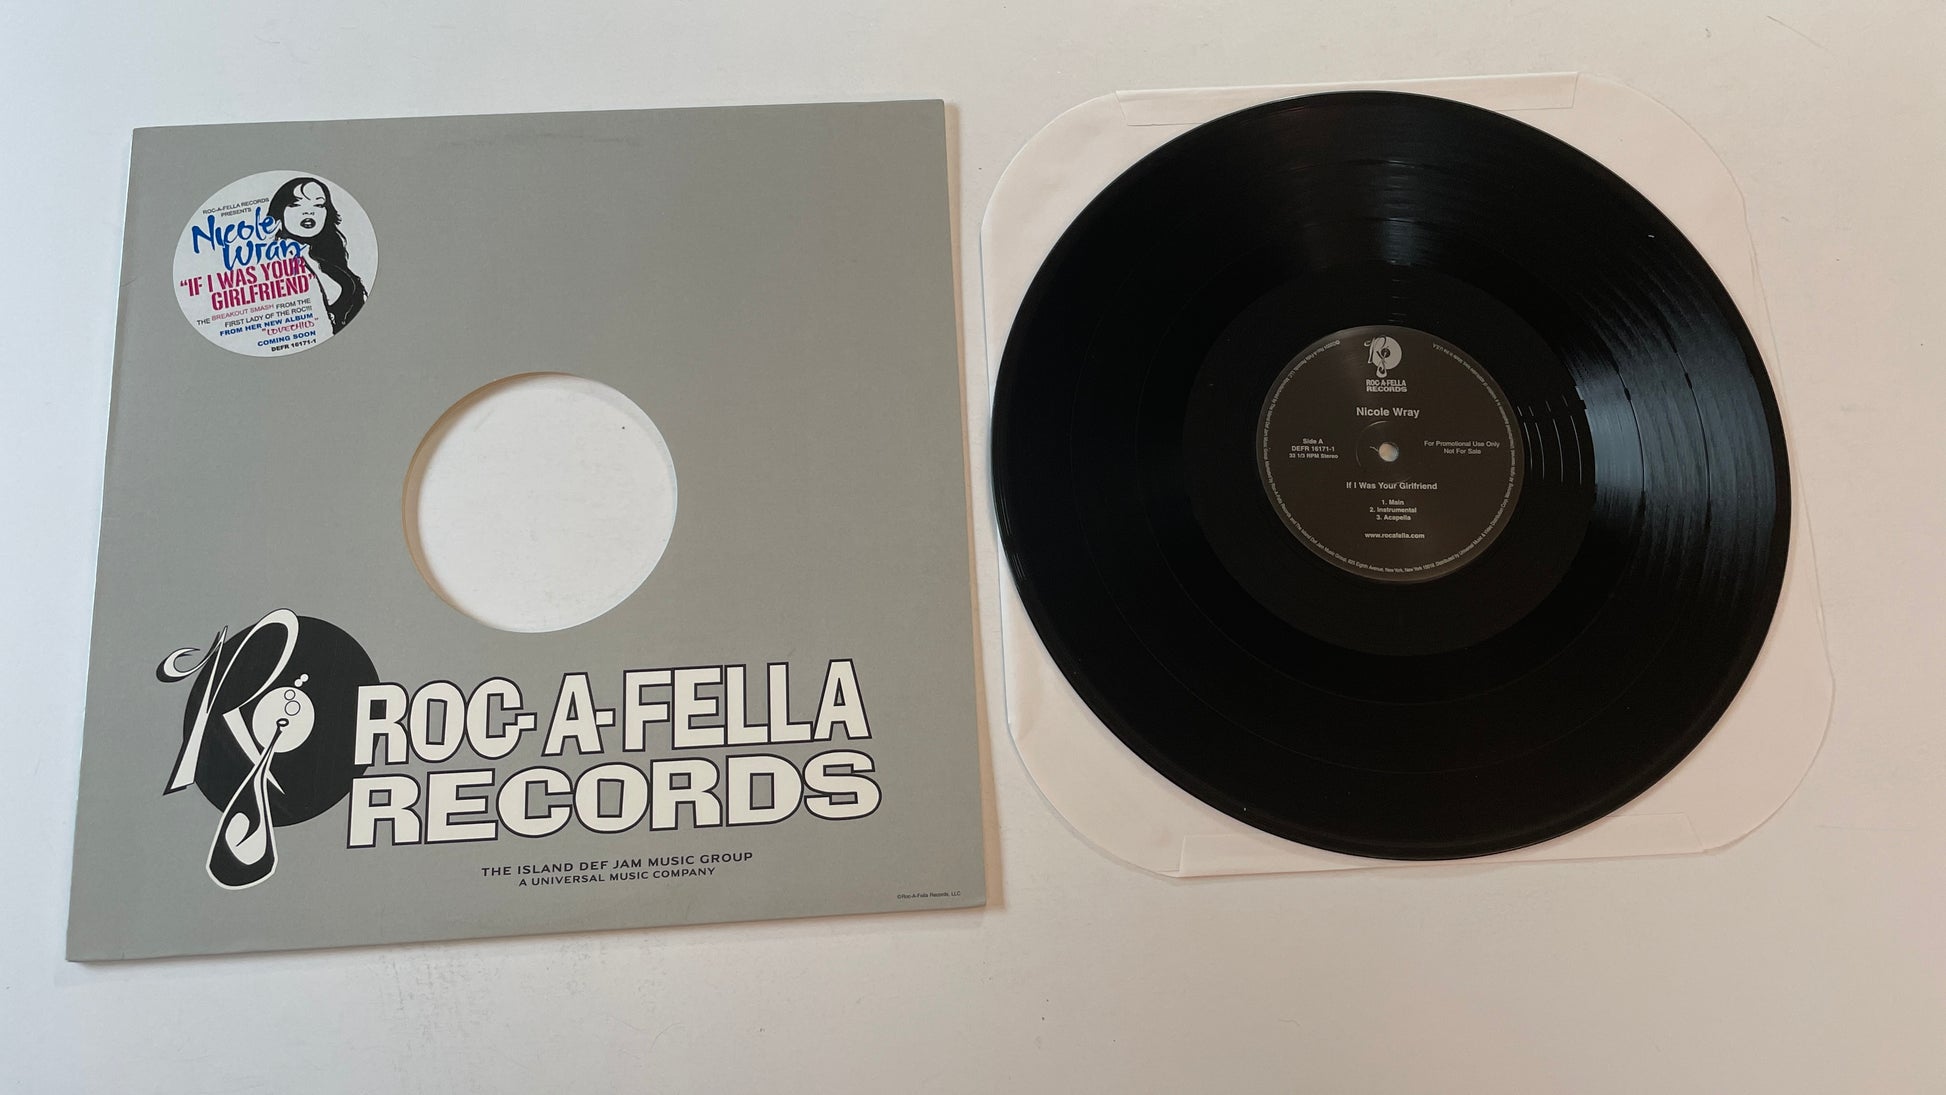 ROC-A-FELLA RECORDS
PRESENTS
Nicole
Wray
"IF I WAS YOUR
GIRLFRIEND"
THE BREAKOUT SMASH FROM THE
FIRST LADY OF THE ROC!!!
FROM HER NEW ALBUM
"LOVECHILD"
COMING SOON
DEFR 16171-1
ROC-A-FELLA
RECORDS
THE ISLAND DEF JAM MUSIC GROUP
A UNIVERSAL MUSIC COMPANY
©Roc-A-Fella Records, LLC
ROC-A-FELLA
RECORDS
Nicole Wray
Side A
DEFR 16171-1
33 1/3 RPM Stereo
For Promotional Use Only
Not For Sale
If I Was Your Girlfriend
1. Main
2. Instrumental
3. Acapella
www.rocafella.com